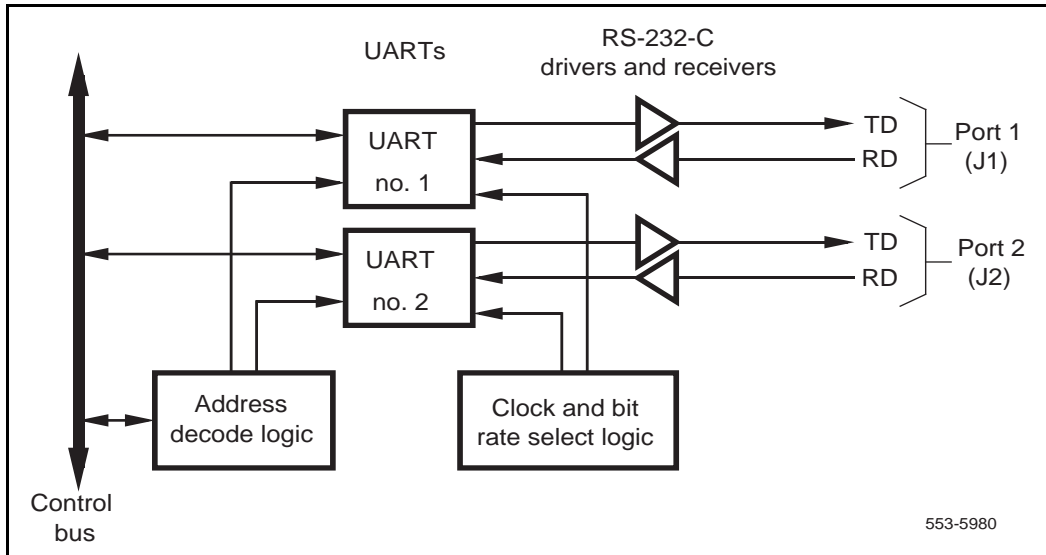 UARTs
RS-232-C
drivers and receivers
UART
no. 1
TD
RD
Port 1
(J1)
UART
no. 2
TD
RD
Port 2
(J2)
Address
decode logic
Clock and bit
rate select logic
Control
bus
553-5980